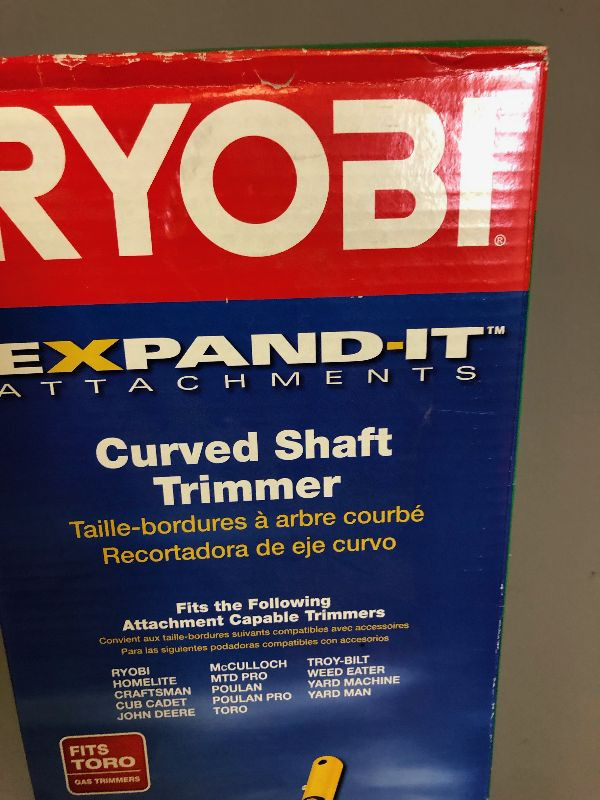 RYOBI®
EXPAND-IT™
ATTACHMENTS
Curved Shaft
Trimmer
Taille-bordures à arbre courbé
Recortadora de eje curvo
Fits the Following
Attachment Capable Trimmers
Convient aux taille-bordures suivants compatibles avec accessoires
Para las siguientes podadoras compatibles con accesorios
RYOBI
HOMELITE
CRAFTSMAN
CUB CADET
JOHN DEERE
McCULLOCH
MTD PRO
POULAN
POULAN PRO
TORO
TROY-BILT
WEED EATER
YARD MACHINE
YARD MAN
FITS
TORO
GAS TRIMMERS